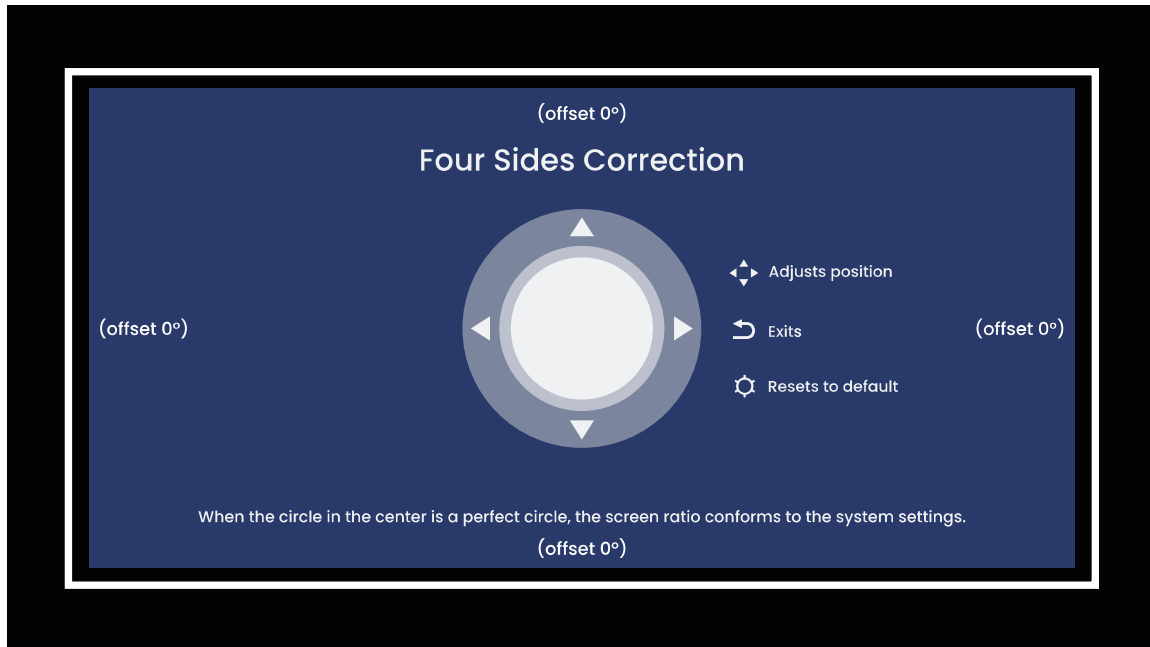 (offset 0°)
Four Sides Correction
Adjusts position
(offset 0°)
Exits
(offset 0°)
Resets to default
When the circle in the center is a perfect circle, the screen ratio conforms to the system settings.
(offset 0°)